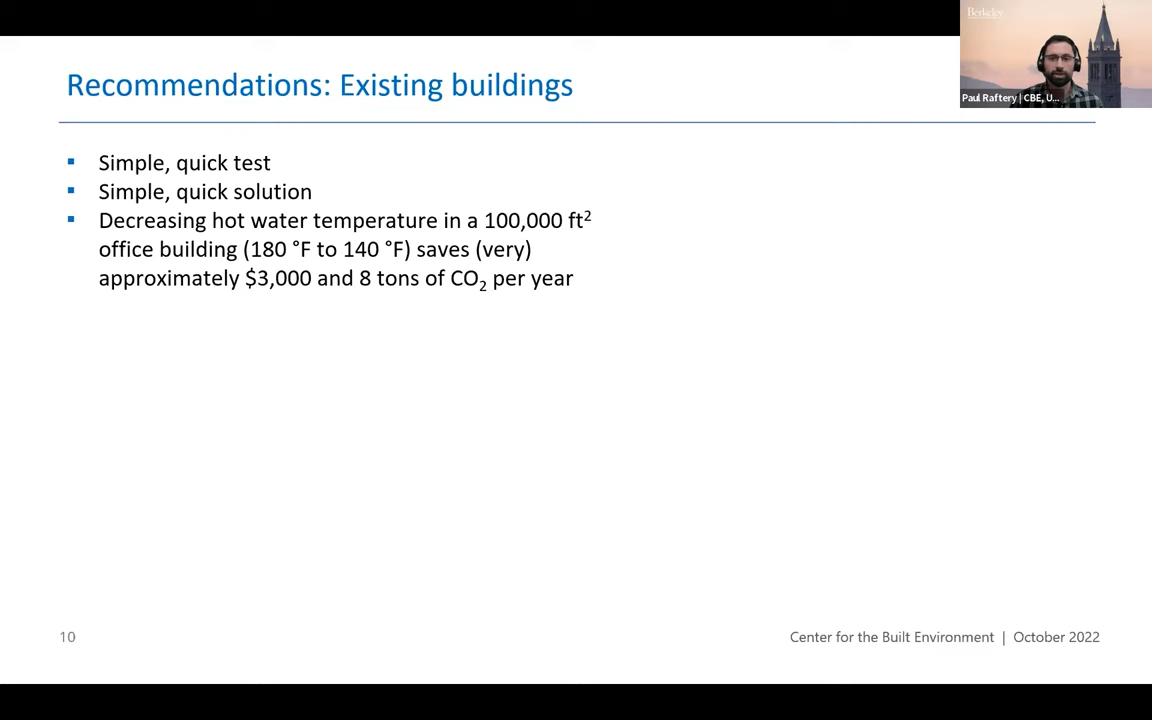 Berkeley
Paul Raftery | CBE, U...
Recommendations: Existing buildings
▪ Simple, quick test
▪ Simple, quick solution
▪ Decreasing hot water temperature in a 100,000 ft²
office building (180 °F to 140 °F) saves (very)
approximately $3,000 and 8 tons of CO₂ per year
10
Center for the Built Environment | October 2022